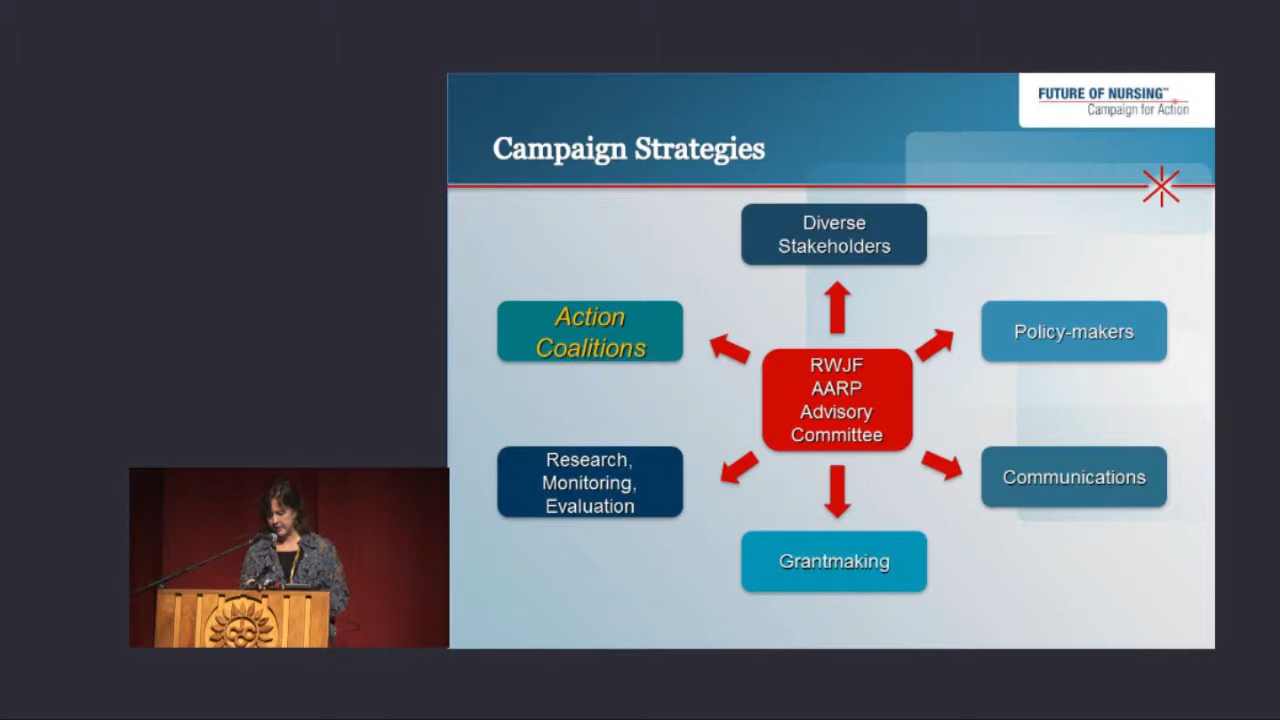 FUTURE OF NURSING™
Campaign for Action
Campaign Strategies
Diverse
Stakeholders
Action
Coalitions
Policy-makers
RWJF
AARP
Advisory
Committee
Research,
Monitoring,
Evaluation
Communications
Grantmaking